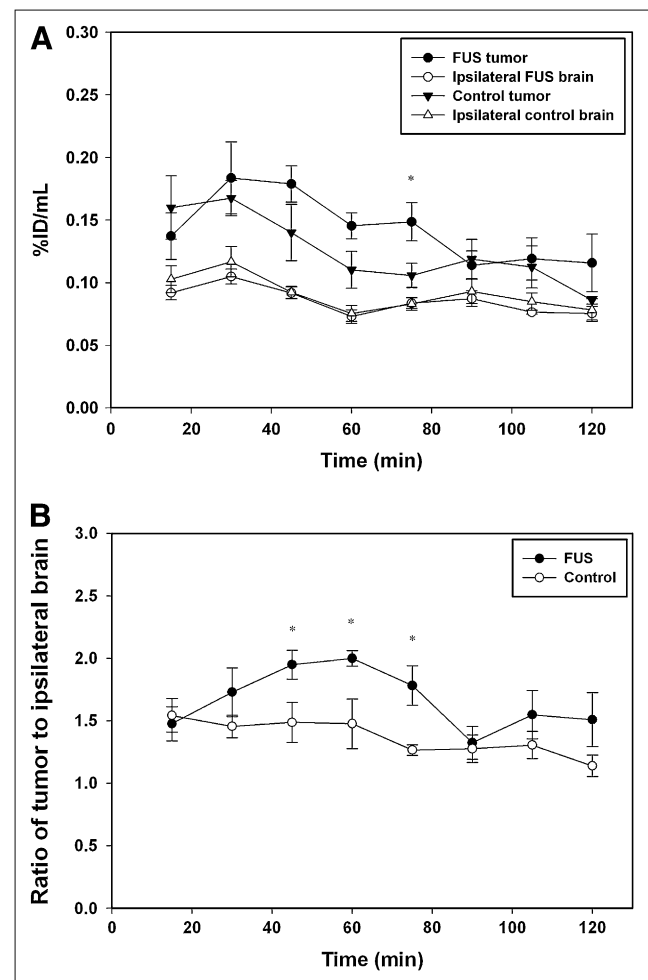 A
0.30
FUS tumor
Ipsilateral FUS brain
Control tumor
Ipsilateral control brain
0.25
0.20
*
%ID/mL
0.15
0.10
0.05
0.00
0 20 40 60 80 100 120
Time (min)
B
3.0
FUS
Control
2.5
* * *
2.0
Ratio of tumor to ipsilateral brain
1.5
1.0
0.5
0.0
0 20 40 60 80 100 120
Time (min)